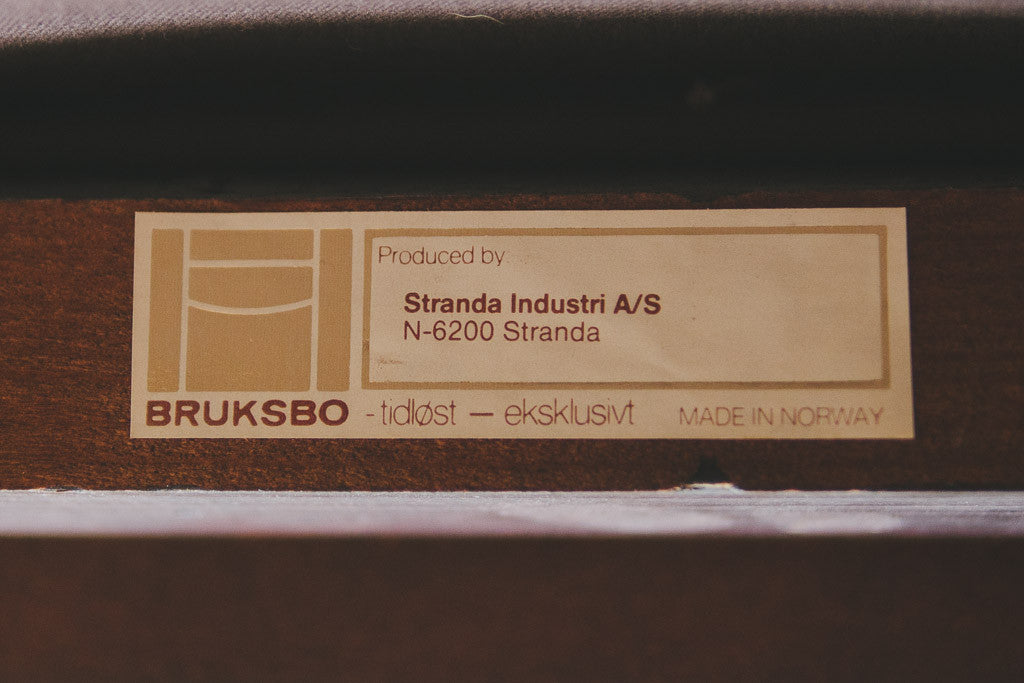 Produced by
Stranda Industri A/S
N-6200 Stranda
BRUKSBO - tidløst — eksklusivt MADE IN NORWAY